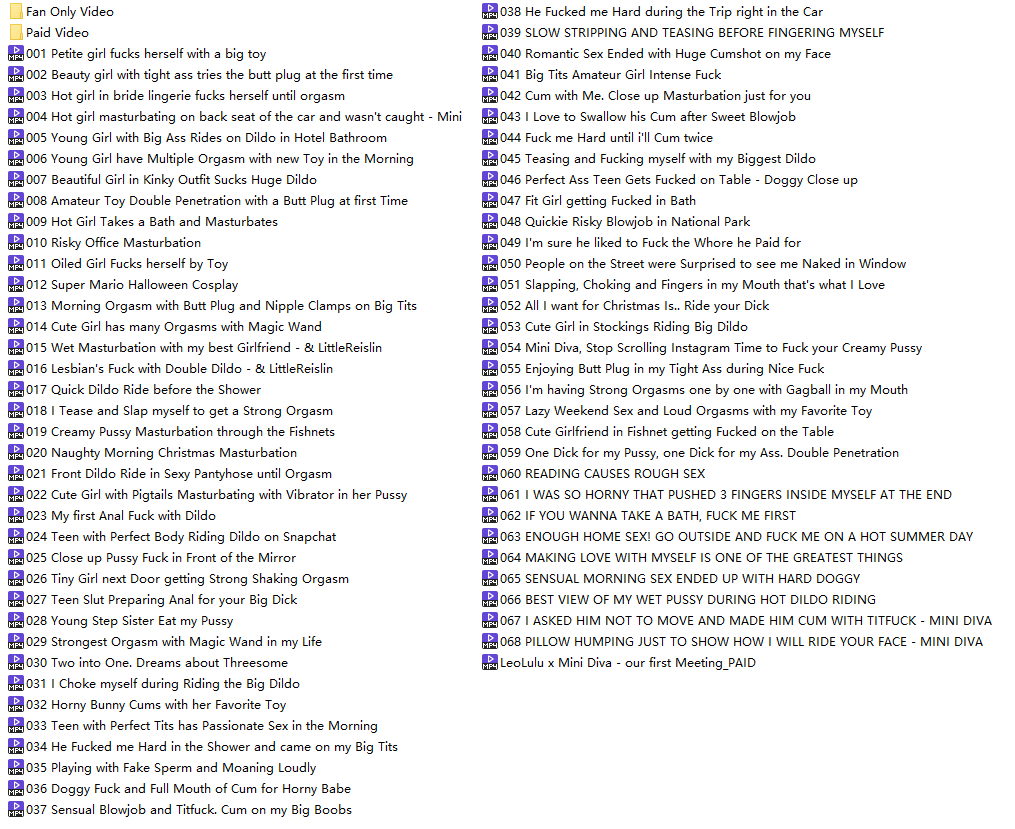 Fan Only Video
Paid Video
001 Petite girl fucks herself with a big toy
002 Beauty girl with tight ass tries the butt plug at the first time
003 Hot girl in bride lingerie fucks herself until orgasm
004 Hot girl masturbating on back seat of the car and wasn't caught - Mini
005 Young Girl with Big Ass Rides on Dildo in Hotel Bathroom
006 Young Girl have Multiple Orgasm with new Toy in the Morning
007 Beautiful Girl in Kinky Outfit Sucks Huge Dildo
008 Amateur Toy Double Penetration with a Butt Plug at first Time
009 Hot Girl Takes a Bath and Masturbates
010 Risky Office Masturbation
011 Oiled Girl Fucks herself by Toy
012 Super Mario Halloween Cosplay
013 Morning Orgasm with Butt Plug and Nipple Clamps on Big Tits
014 Cute Girl has many Orgasms with Magic Wand
015 Wet Masturbation with my best Girlfriend - & LittleReislin
016 Lesbian's Fuck with Double Dildo - & LittleReislin
017 Quick Dildo Ride before the Shower
018 I Tease and Slap myself to get a Strong Orgasm
019 Creamy Pussy Masturbation through the Fishnets
020 Naughty Morning Christmas Masturbation
021 Front Dildo Ride in Sexy Pantyhose until Orgasm
022 Cute Girl with Pigtails Masturbating with Vibrator in her Pussy
023 My first Anal Fuck with Dildo
024 Teen with Perfect Body Riding Dildo on Snapchat
025 Close up Pussy Fuck in Front of the Mirror
026 Tiny Girl next Door getting Strong Shaking Orgasm
027 Teen Slut Preparing Anal for your Big Dick
028 Young Step Sister Eat my Pussy
029 Strongest Orgasm with Magic Wand in my Life
030 Two into One. Dreams about Threesome
031 I Choke myself during Riding the Big Dildo
032 Horny Bunny Cums with her Favorite Toy
033 Teen with Perfect Tits has Passionate Sex in the Morning
034 He Fucked me Hard in the Shower and came on my Big Tits
035 Playing with Fake Sperm and Moaning Loudly
036 Doggy Fuck and Full Mouth of Cum for Horny Babe
037 Sensual Blowjob and Titfuck. Cum on my Big Boobs
038 He Fucked me Hard during the Trip right in the Car
039 SLOW STRIPPING AND TEASING BEFORE FINGERING MYSELF
040 Romantic Sex Ended with Huge Cumshot on my Face
041 Big Tits Amateur Girl Intense Fuck
042 Cum with Me. Close up Masturbation just for you
043 I Love to Swallow his Cum after Sweet Blowjob
044 Fuck me Hard until i'll Cum twice
045 Teasing and Fucking myself with my Biggest Dildo
046 Perfect Ass Teen Gets Fucked on Table - Doggy Close up
047 Fit Girl getting Fucked in Bath
048 Quickie Risky Blowjob in National Park
049 I'm sure he liked to Fuck the Whore he Paid for
050 People on the Street were Surprised to see me Naked in Window
051 Slapping, Choking and Fingers in my Mouth that's what I Love
052 All I want for Christmas Is.. Ride your Dick
053 Cute Girl in Stockings Riding Big Dildo
054 Mini Diva, Stop Scrolling Instagram Time to Fuck your Creamy Pussy
055 Enjoying Butt Plug in my Tight Ass during Nice Fuck
056 I'm having Strong Orgasms one by one with Gagball in my Mouth
057 Lazy Weekend Sex and Loud Orgasms with my Favorite Toy
058 Cute Girlfriend in Fishnet getting Fucked on the Table
059 One Dick for my Pussy, one Dick for my Ass. Double Penetration
060 READING CAUSES ROUGH SEX
061 I WAS SO HORNY THAT PUSHED 3 FINGERS INSIDE MYSELF AT THE END
062 IF YOU WANNA TAKE A BATH, FUCK ME FIRST
063 ENOUGH HOME SEX! GO OUTSIDE AND FUCK ME ON A HOT SUMMER DAY
064 MAKING LOVE WITH MYSELF IS ONE OF THE GREATEST THINGS
065 SENSUAL MORNING SEX ENDED UP WITH HARD DOGGY
066 BEST VIEW OF MY WET PUSSY DURING HOT DILDO RIDING
067 I ASKED HIM NOT TO MOVE AND MADE HIM CUM WITH TITFUCK - MINI DIVA
068 PILLOW HUMPING JUST TO SHOW HOW I WILL RIDE YOUR FACE - MINI DIVA
LeoLulu x Mini Diva - our first Meeting_PAID